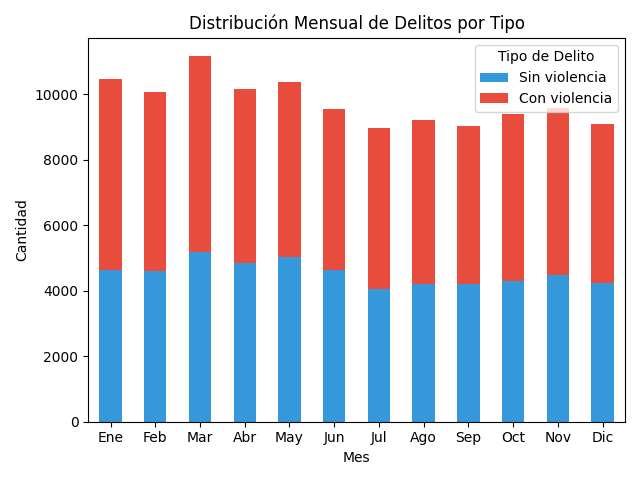 Distribución Mensual de Delitos por Tipo
Tipo de Delito
Sin violencia
Con violencia
Cantidad
10000
8000
6000
4000
2000
0
Ene Feb Mar Abr May Jun Jul Ago Sep Oct Nov Dic
Mes